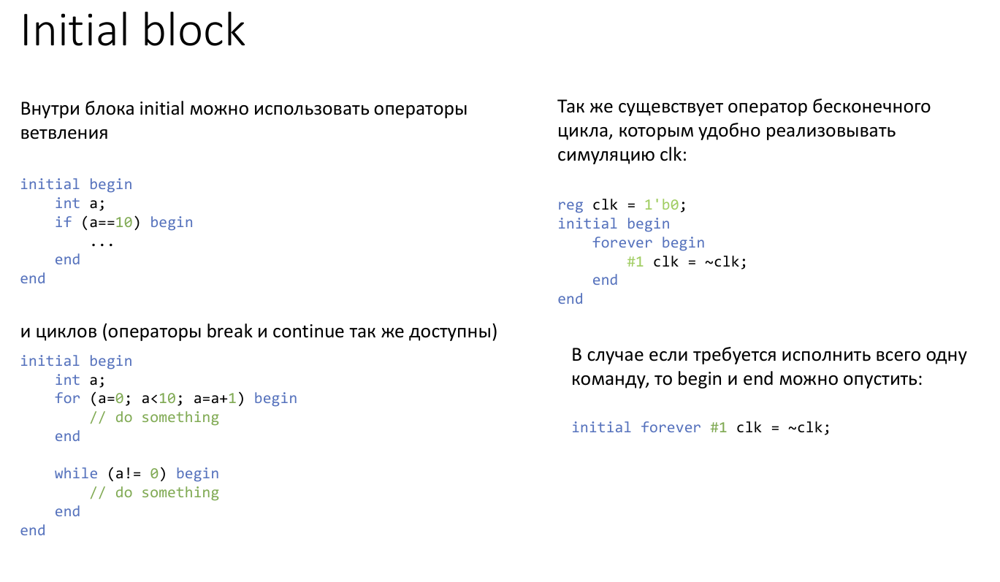 Initial block
Внутри блока initial можно использовать операторы
ветвления
initial begin
    int a;
    if (a==10) begin
        ...
    end
end
и циклов (операторы break и continue так же доступны)
initial begin
    int a;
    for (a=0; a<10; a=a+1) begin
        // do something
    end

    while (a!= 0) begin
        // do something
    end
end
Так же сущевствует оператор бесконечного
цикла, которым удобно реализовывать
симуляцию clk:
reg clk = 1'b0;
initial begin
    forever begin
        #1 clk = ~clk;
    end
end
В случае если требуется исполнить всего одну
команду, то begin и end можно опустить:
initial forever #1 clk = ~clk;